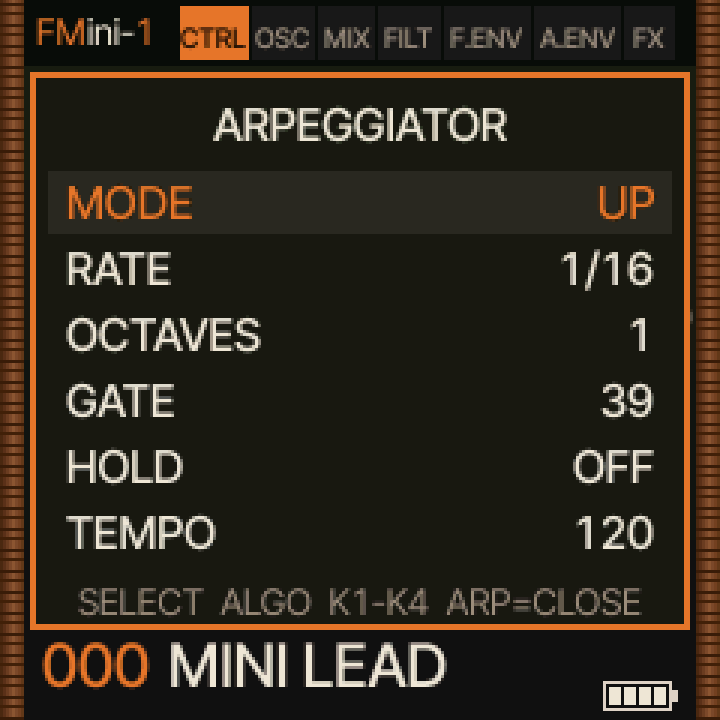 FMini-1 CTRL OSC MIX FILT F.ENV A.ENV FX
ARPEGGIATOR
MODE UP
RATE 1/16
OCTAVES 1
GATE 39
HOLD OFF
TEMPO 120
SELECT ALGO K1-K4 ARP=CLOSE
000 MINI LEAD